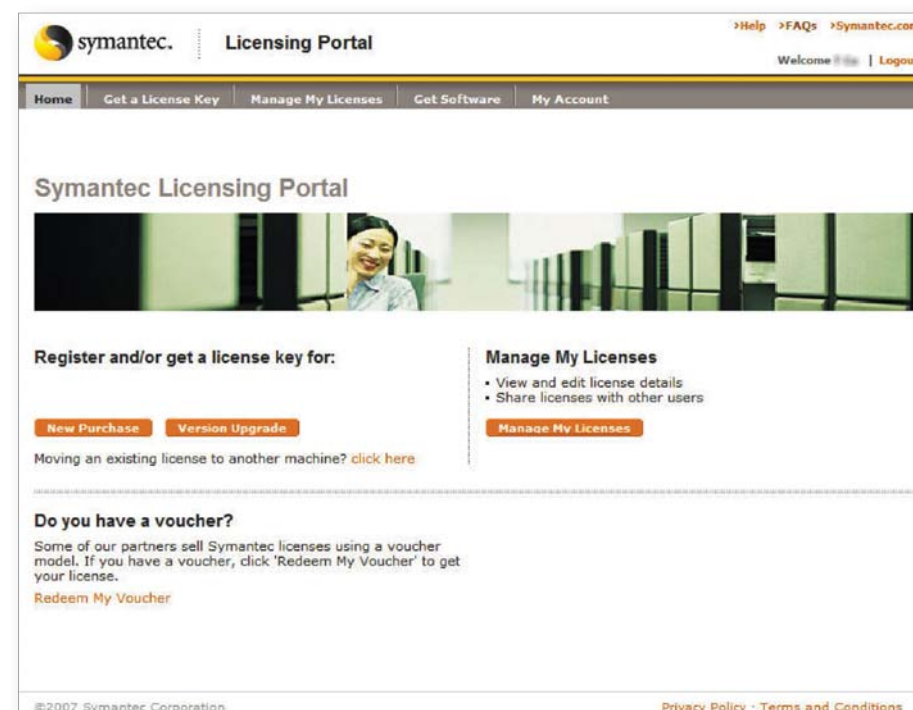 symantec. Licensing Portal
>Help >FAQs >Symantec.com
Welcome | Logout
Home Get a License Key Manage My Licenses Get Software My Account
Symantec Licensing Portal
Register and/or get a license key for:
New Purchase Version Upgrade
Moving an existing license to another machine? click here
Manage My Licenses
▪ View and edit license details
▪ Share licenses with other users
Manage My Licenses
Do you have a voucher?
Some of our partners sell Symantec licenses using a voucher
model. If you have a voucher, click 'Redeem My Voucher' to get
your license.
Redeem My Voucher
©2007 Symantec Corporation
Privacy Policy · Terms and Conditions